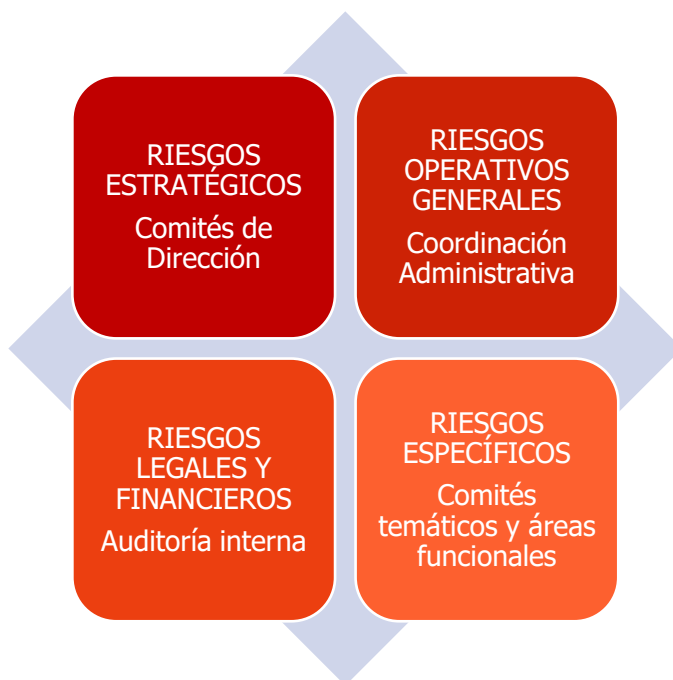 RIESGOS
ESTRATÉGICOS
Comités de
Dirección
RIESGOS
OPERATIVOS
GENERALES
Coordinación
Administrativa
RIESGOS
LEGALES Y
FINANCIEROS
Auditoría interna
RIESGOS
ESPECÍFICOS
Comités
temáticos y áreas
funcionales